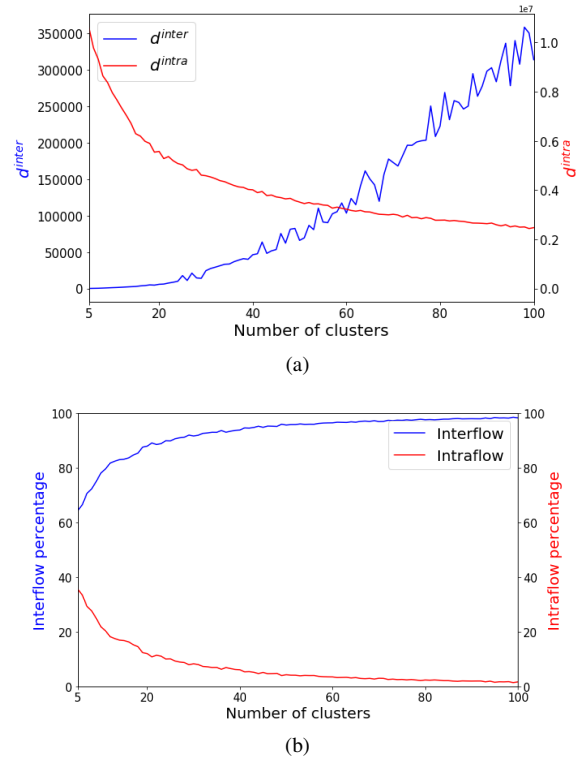 1e7
350000
300000
250000
200000
150000
100000
50000
0
d^inter
d^inter
d^intra
1.0
0.8
0.6
0.4
0.2
0.0
d^intra
5 20 40 60 80 100
Number of clusters
(a)
100
80
60
40
20
0
Interflow percentage
Interflow
Intraflow
100
80
60
40
20
0
Intraflow percentage
5 20 40 60 80 100
Number of clusters
(b)